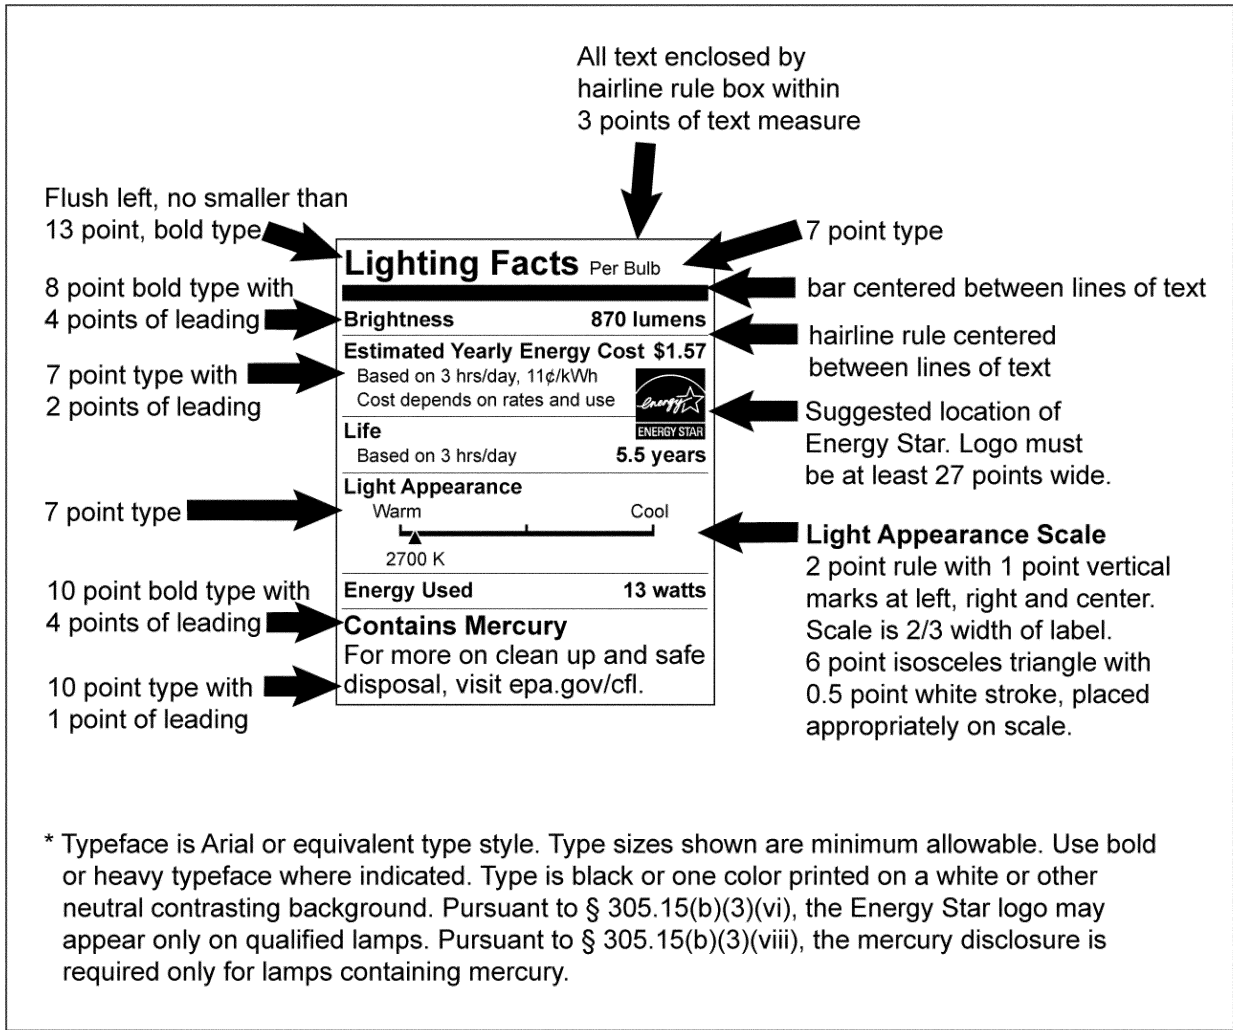 All text enclosed by
hairline rule box within
3 points of text measure
Flush left, no smaller than
13 point, bold type
7 point type
8 point bold type with
4 points of leading
bar centered between lines of text
hairline rule centered
between lines of text
7 point type with
2 points of leading
Suggested location of
Energy Star. Logo must
be at least 27 points wide.
7 point type
Light Appearance Scale
2 point rule with 1 point vertical
marks at left, right and center.
Scale is 2/3 width of label.
6 point isosceles triangle with
0.5 point white stroke, placed
appropriately on scale.
10 point bold type with
4 points of leading
10 point type with
1 point of leading
Lighting Facts Per Bulb
Brightness 870 lumens
Estimated Yearly Energy Cost $1.57
Based on 3 hrs/day, 11¢/kWh
Cost depends on rates and use
energy
ENERGY STAR
Life
Based on 3 hrs/day 5.5 years
Light Appearance
Warm Cool
2700 K
Energy Used 13 watts
Contains Mercury
For more on clean up and safe
disposal, visit epa.gov/cfl.
* Typeface is Arial or equivalent type style. Type sizes shown are minimum allowable. Use bold
or heavy typeface where indicated. Type is black or one color printed on a white or other
neutral contrasting background. Pursuant to § 305.15(b)(3)(vi), the Energy Star logo may
appear only on qualified lamps. Pursuant to § 305.15(b)(3)(viii), the mercury disclosure is
required only for lamps containing mercury.